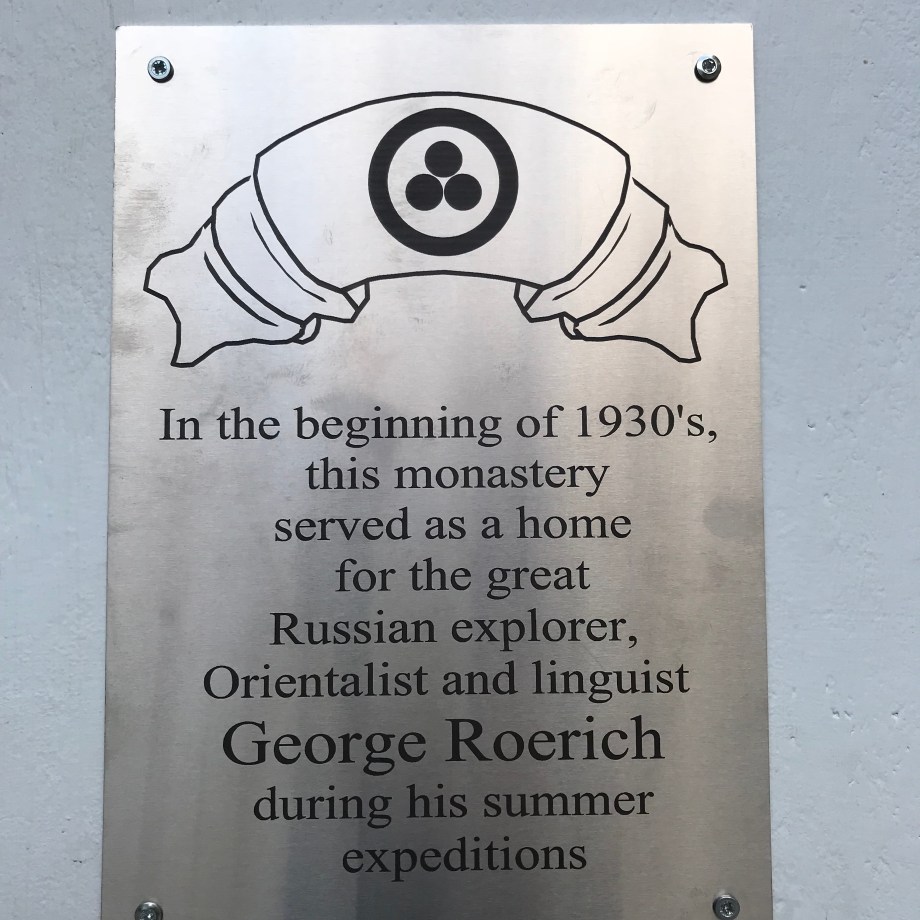 In the beginning of 1930's,
this monastery
served as a home
for the great
Russian explorer,
Orientalist and linguist
George Roerich
during his summer
expeditions